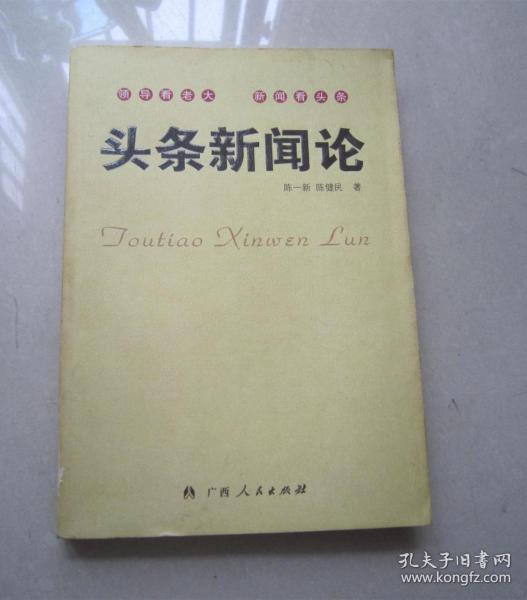 领导看老大 新闻看头条
头条新闻论
陈一新 陈健民 著
Toutiao Xinwen Lun
广西人民出版社
孔夫子旧书网
www.kongfz.com